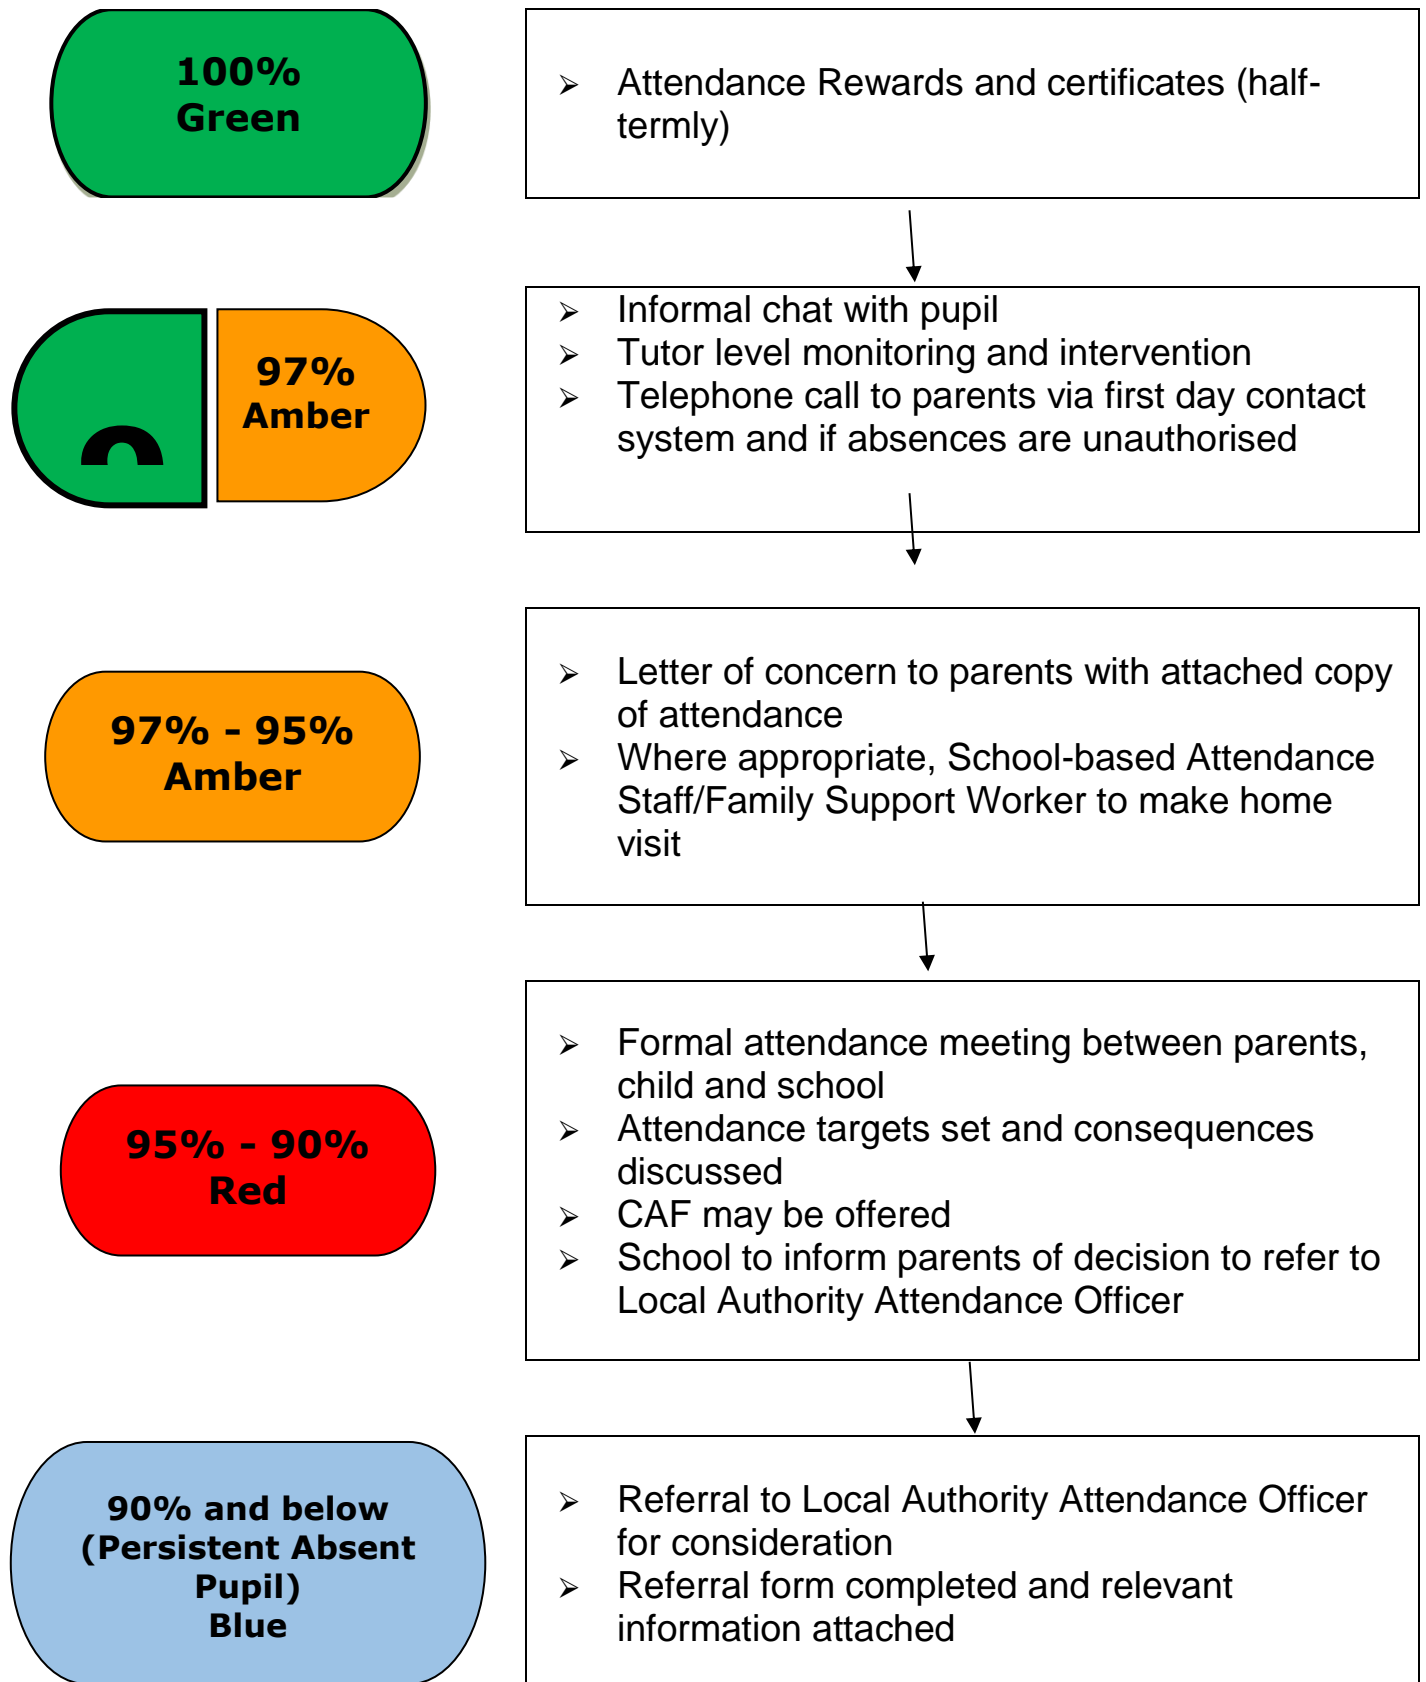 100%
Green
➢ Attendance Rewards and certificates (half-
termly)
97%
Amber
➢ Informal chat with pupil
➢ Tutor level monitoring and intervention
➢ Telephone call to parents via first day contact
system and if absences are unauthorised
97% - 95%
Amber
➢ Letter of concern to parents with attached copy
of attendance
➢ Where appropriate, School-based Attendance
Staff/Family Support Worker to make home
visit
95% - 90%
Red
➢ Formal attendance meeting between parents,
child and school
➢ Attendance targets set and consequences
discussed
➢ CAF may be offered
➢ School to inform parents of decision to refer to
Local Authority Attendance Officer
90% and below
(Persistent Absent
Pupil)
Blue
➢ Referral to Local Authority Attendance Officer
for consideration
➢ Referral form completed and relevant
information attached